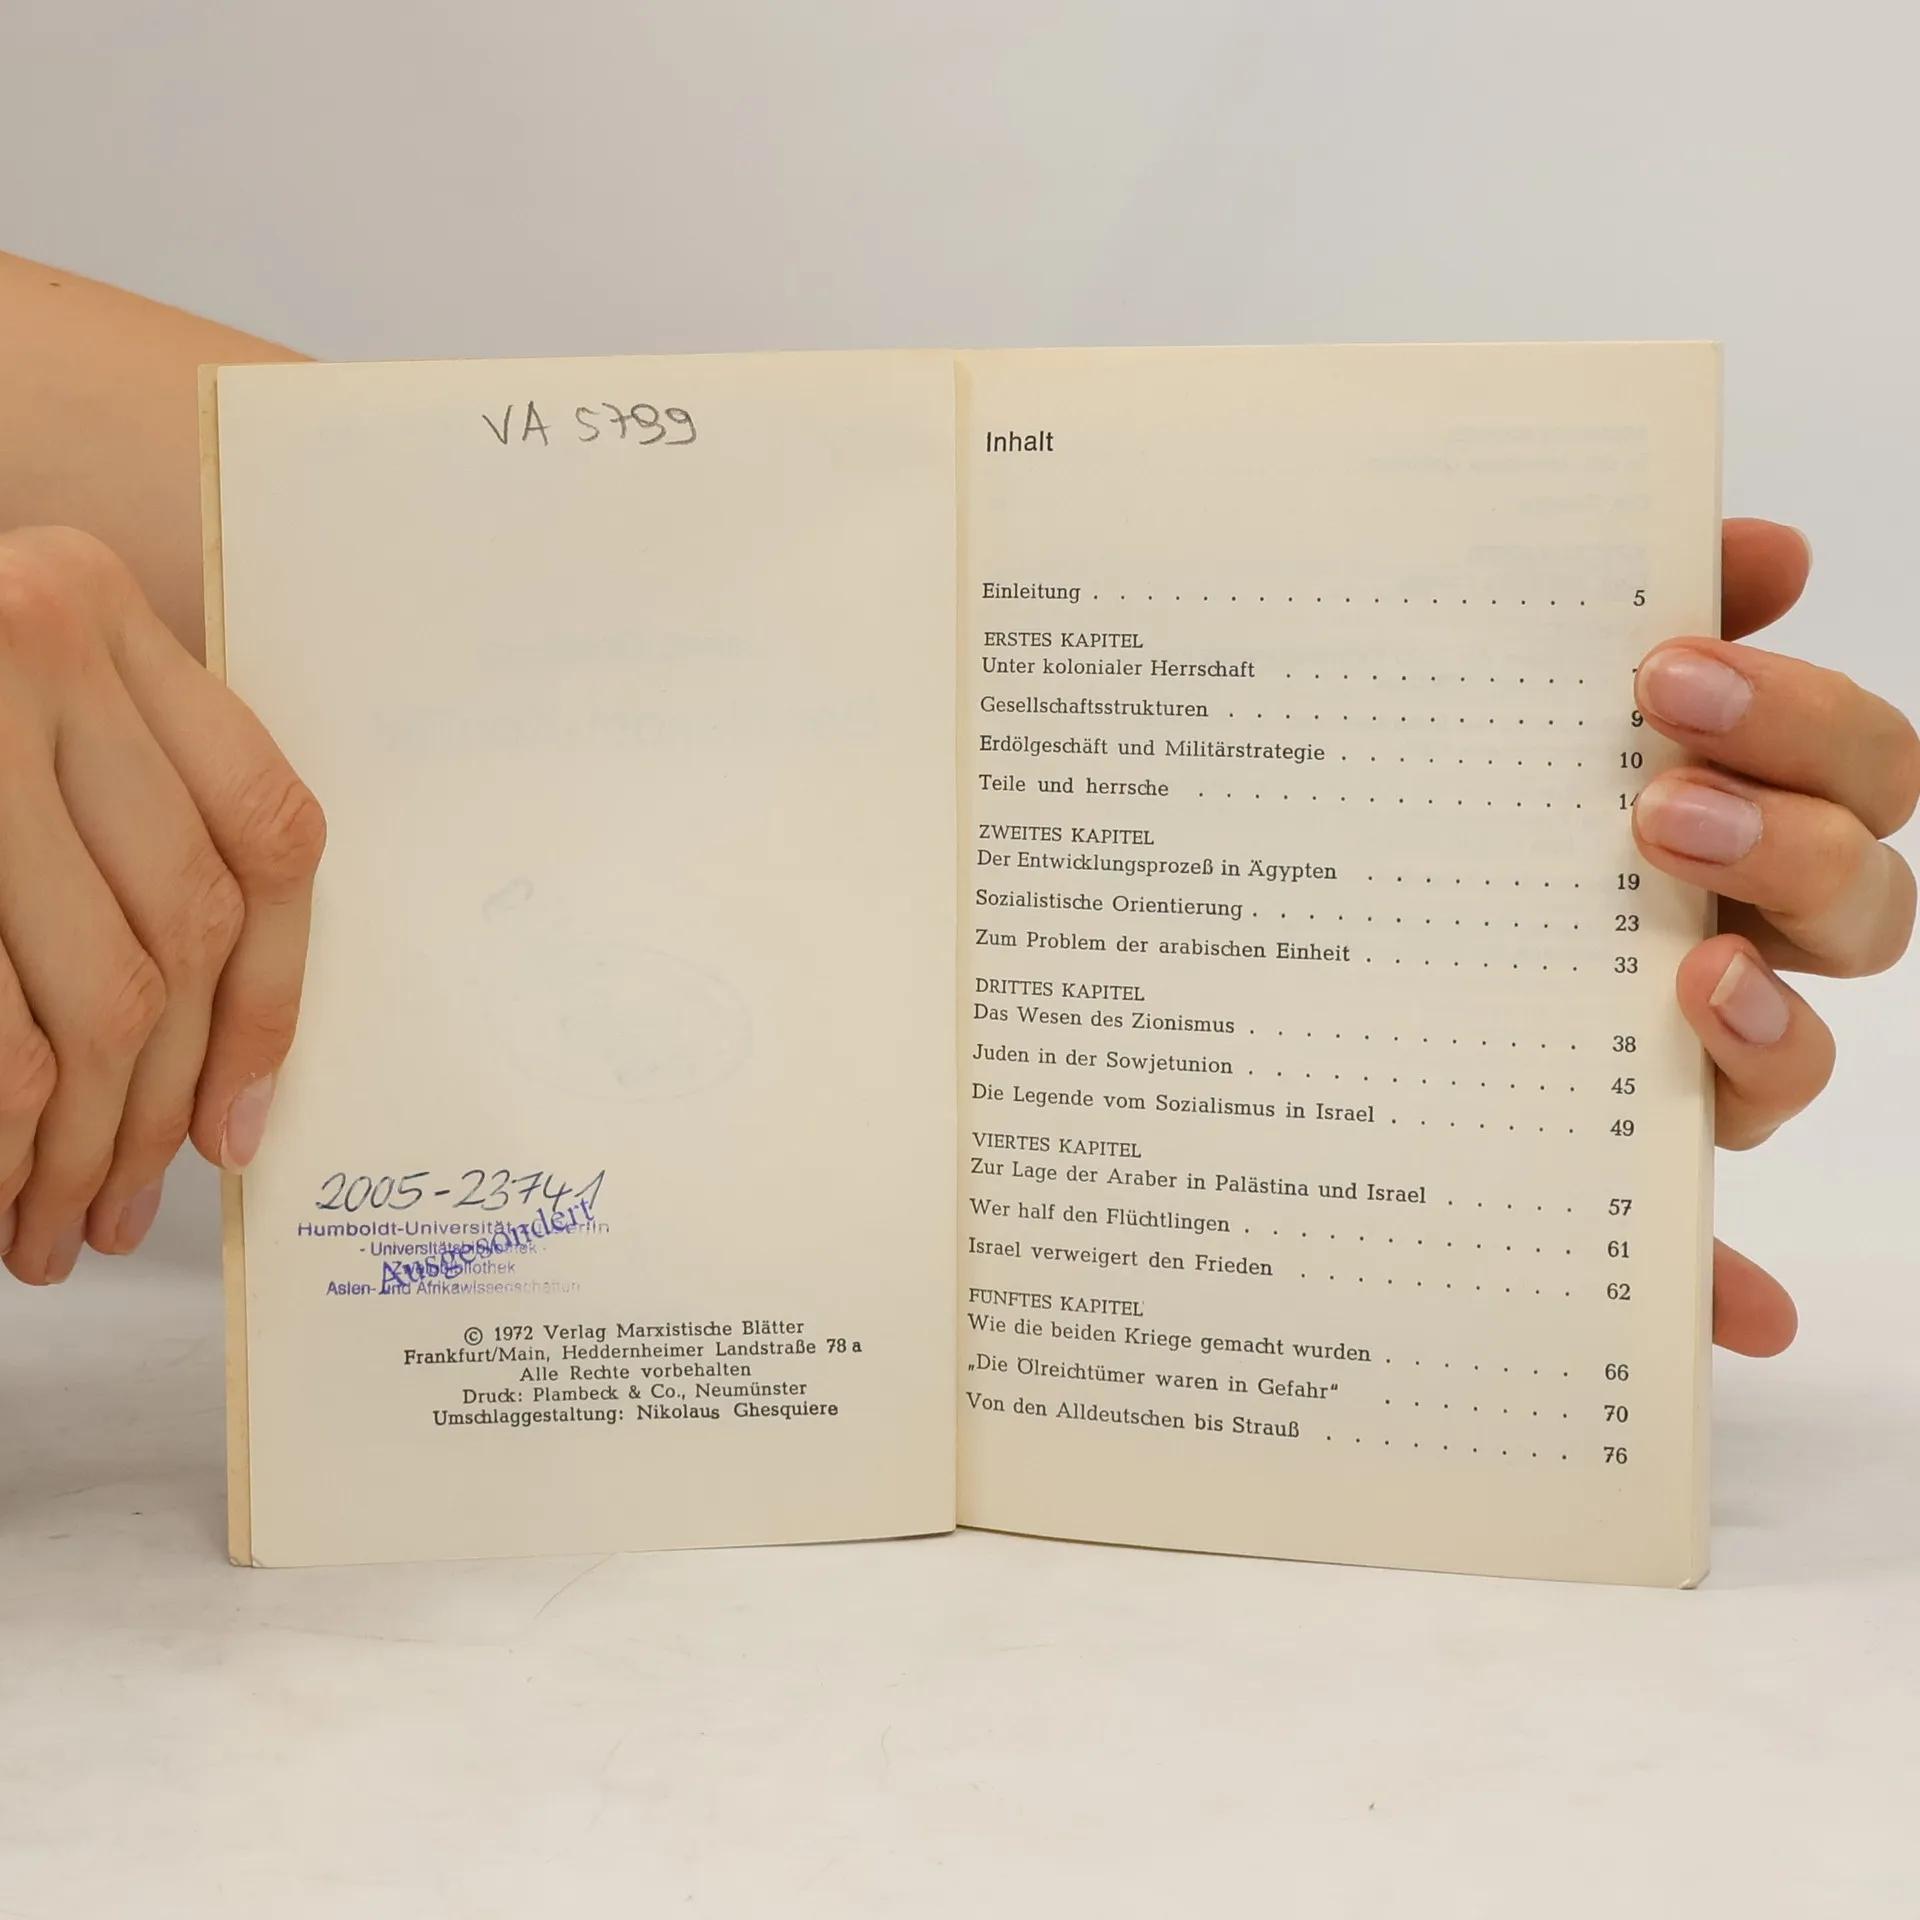 VA 5799
2005-23741
Humboldt-Universität zu Berlin
- Universitätsbibliothek -
Zweigbibliothek
Asien- und Afrikawissenschaften
Ausgesondert
© 1972 Verlag Marxistische Blätter
Frankfurt/Main, Heddernheimer Landstraße 78 a
Alle Rechte vorbehalten
Druck: Plambeck & Co., Neumünster
Umschlaggestaltung: Nikolaus Ghesquiere
Inhalt
Einleitung . . . . . . . . . . . . . . . . . . 5
ERSTES KAPITEL
Unter kolonialer Herrschaft . . . . . . . . . . .
Gesellschaftsstrukturen . . . . . . . . . . . . . 9
Erdölgeschäft und Militärstrategie . . . . . . . . . 10
Teile und herrsche . . . . . . . . . . . . . . 14
ZWEITES KAPITEL
Der Entwicklungsprozeß in Ägypten . . . . . . . . 19
Sozialistische Orientierung . . . . . . . . . . . . 23
Zum Problem der arabischen Einheit . . . . . . . . 33
DRITTES KAPITEL
Das Wesen des Zionismus . . . . . . . . . . . . 38
Juden in der Sowjetunion . . . . . . . . . . . . 45
Die Legende vom Sozialismus in Israel . . . . . . . 49
VIERTES KAPITEL
Zur Lage der Araber in Palästina und Israel . . . . . 57
Wer half den Flüchtlingen . . . . . . . . . . . . 61
Israel verweigert den Frieden . . . . . . . . . . 62
FUNFTES KAPITEL
Wie die beiden Kriege gemacht wurden . . . . . . . 66
„Die Ölreichtümer waren in Gefahr“ . . . . . . . 70
Von den Alldeutschen bis Strauß . . . . . . . . . 76